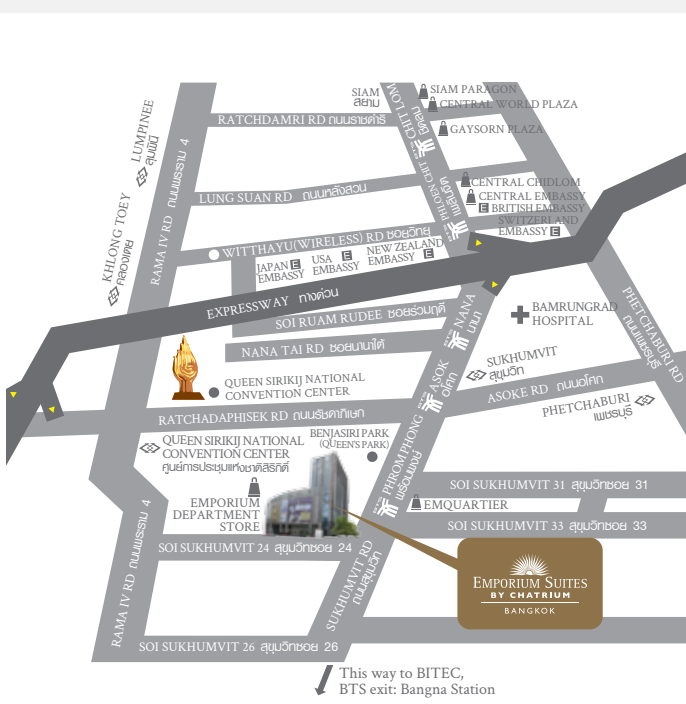 SIAM
สยาม
SIAM PARAGON
CENTRAL WORLD PLAZA
GAYSORN PLAZA
CHIT LOM
ชิดลม
RATCHDAMRI RD ถนนราชดำริ
LUMPINEE
ลุมพินี
RAMA IV RD ถนนพระราม 4
PHLOEN CHIT
เพลินจิต
CENTRAL CHIDLOM
CENTRAL EMBASSY
E BRITISH EMBASSY
SWITZERLAND
EMBASSY E
LUNG SUAN RD ถนนหลังสวน
KHLONG TOEY
คลองเตย
WITTHAYU(WIRELESS) RD ซอยวิทยุ
JAPAN E
EMBASSY
USA E
EMBASSY
NEW ZEALAND
EMBASSY E
EXPRESSWAY ทางด่วน
SOI RUAM RUDEE ซอยร่วมฤดี
NANA
นานา
BAMRUNGRAD
HOSPITAL
PHETCHABURI RD
ถนนเพชรบุรี
NANA TAI RD ซอยนานาใต้
SUKHUMVIT
สุขุมวิท
ASOK
อโศก
QUEEN SIRIKIJ NATIONAL
CONVENTION CENTER
ASOKE RD ถนนอโศก
PHETCHABURI
เพชรบุรี
RATCHADAPHISEK RD ถนนรัชดาภิเษก
BENJASIRI PARK
(QUEEN'S PARK)
QUEEN SIRIKIJ NATIONAL
CONVENTION CENTER
ศูนย์การประชุมแห่งชาติสิริกิติ์
PHROM PHONG
พร้อมพงษ์
SOI SUKHUMVIT 31 สุขุมวิทซอย 31
EMPORIUM
DEPARTMENT
STORE
EMQUARTIER
SOI SUKHUMVIT 33 สุขุมวิทซอย 33
RAMA IV RD ถนนพระราม 4
SOI SUKHUMVIT 24 สุขุมวิทซอย 24
SUKHUMVIT RD
ถนนสุขุมวิท
EMPORIUM SUITES
BY CHATRIUM
BANGKOK
SOI SUKHUMVIT 26 สุขุมวิทซอย 26
This way to BITEC,
BTS exit: Bangna Station